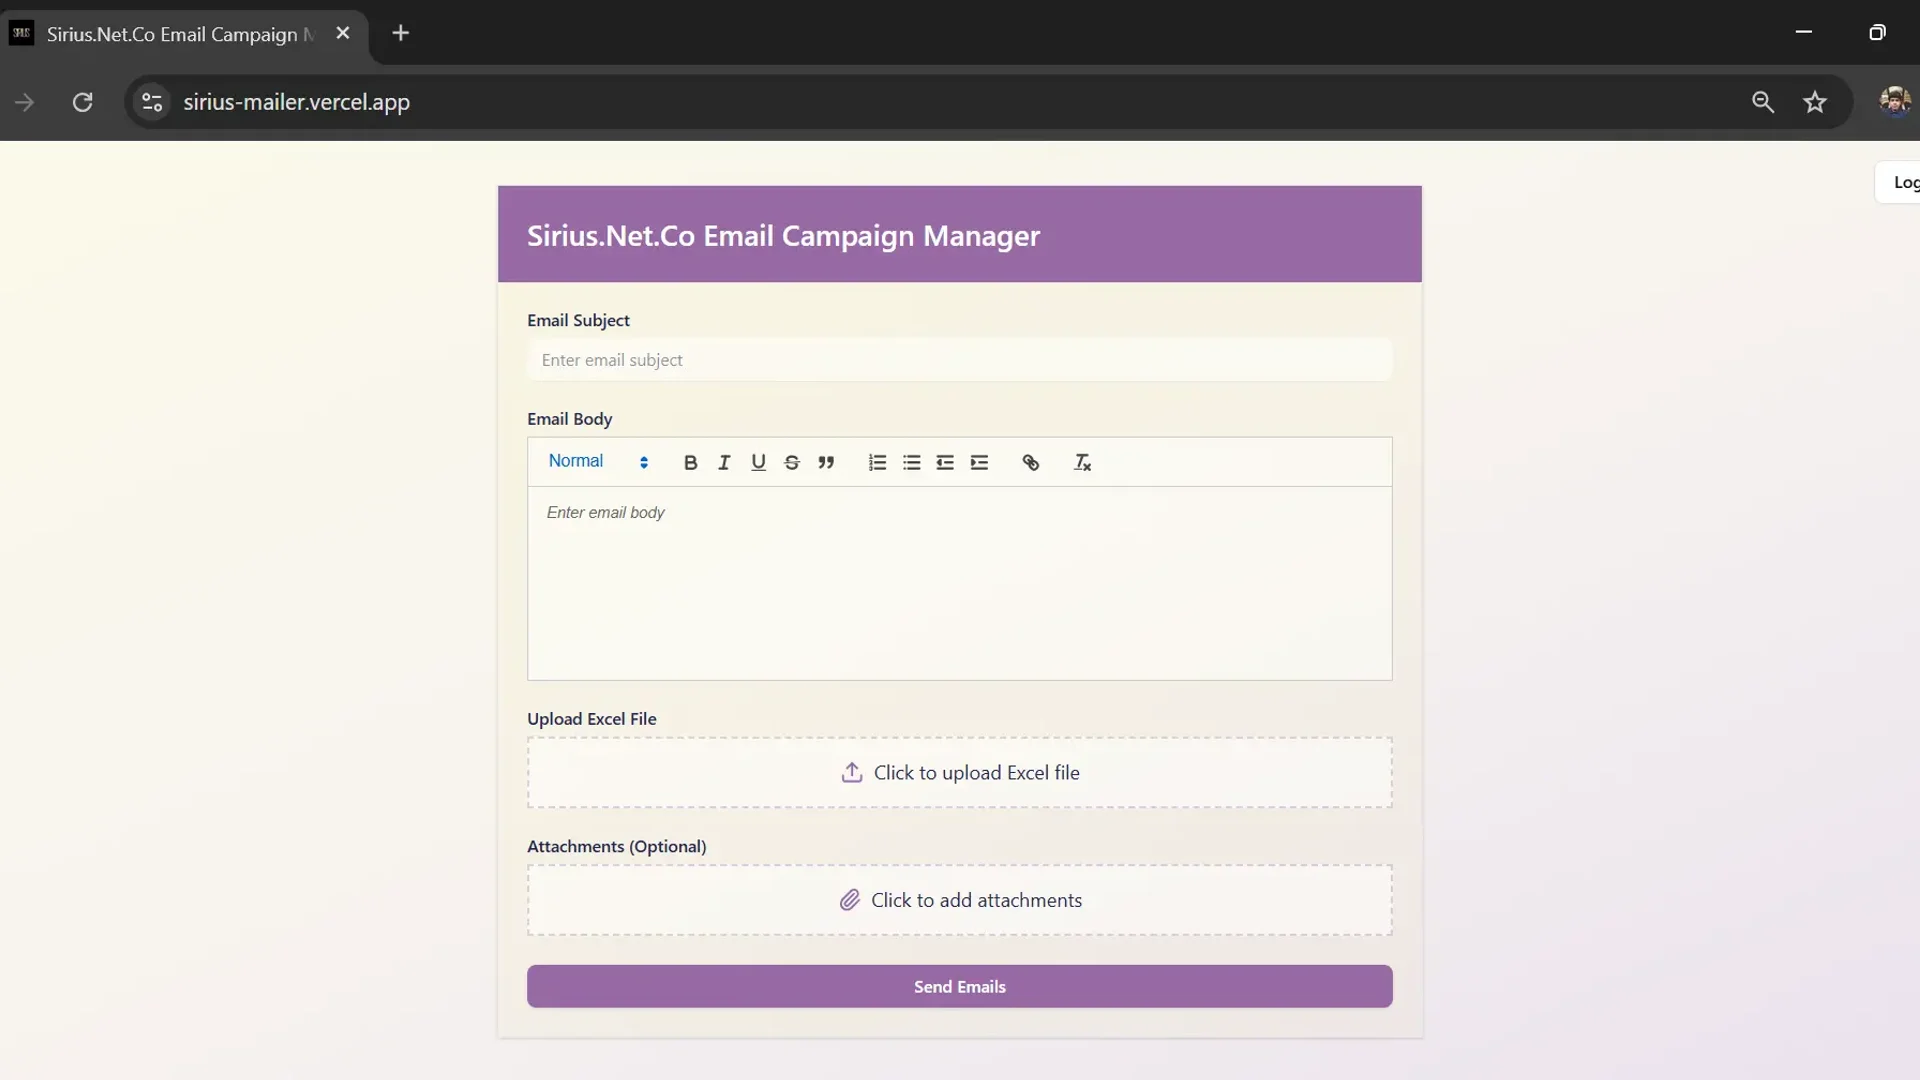 Sirius.Net.Co Email Campaign
sirius-mailer.vercel.app
Log
Sirius.Net.Co Email Campaign Manager
Email Subject
Enter email subject
Email Body
Normal
Enter email body
Upload Excel File
Click to upload Excel file
Attachments (Optional)
Click to add attachments
Send Emails